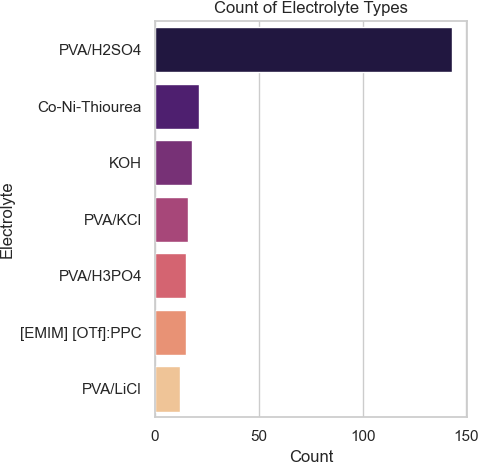 Count of Electrolyte Types
Electrolyte
PVA/H2SO4
Co-Ni-Thiourea
KOH
PVA/KCl
PVA/H3PO4
[EMIM] [OTf]:PPC
PVA/LiCl
0 50 100 150
Count